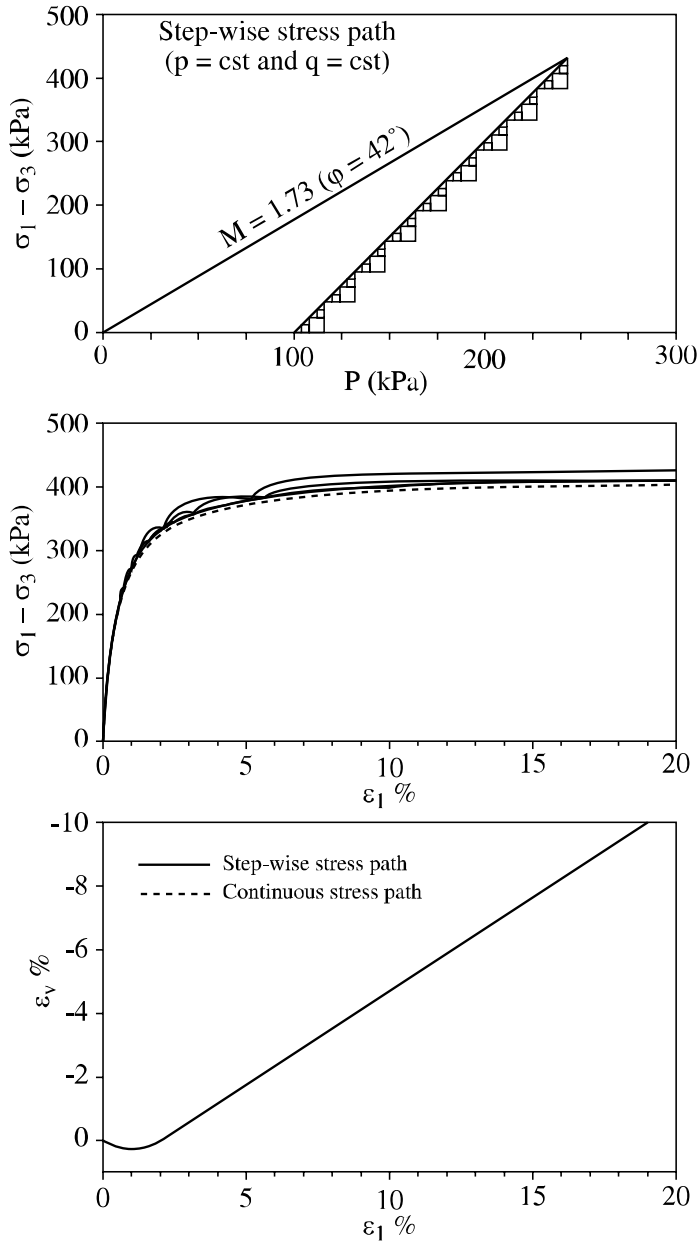 Step-wise stress path
(p = cst and q = cst)
500
400
300
200
100
0
σ1 – σ3 (kPa)
M = 1.73 (φ = 42°)
0
100
200
300
P (kPa)
500
400
300
200
100
0
σ1 – σ3 (kPa)
0
5
10
15
20
ε1 %
-10
-8
-6
-4
-2
0
εv %
Step-wise stress path
Continuous stress path
0
5
10
15
20
ε1 %